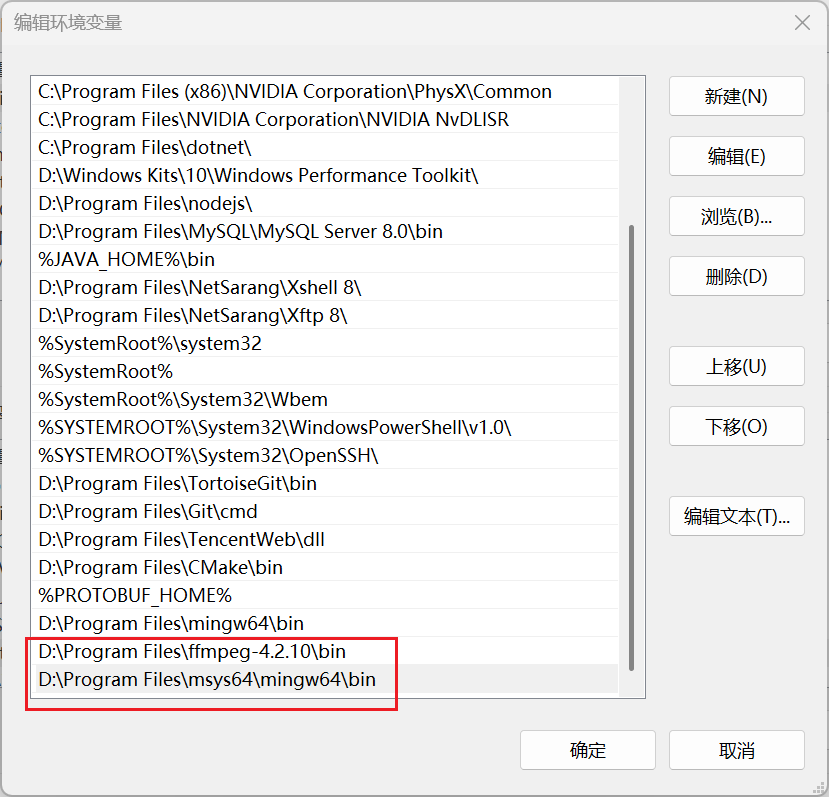 编辑环境变量
C:\Program Files (x86)\NVIDIA Corporation\PhysX\Common
C:\Program Files\NVIDIA Corporation\NVIDIA NvDLISR
C:\Program Files\dotnet\
D:\Windows Kits\10\Windows Performance Toolkit\
D:\Program Files\nodejs\
D:\Program Files\MySQL\MySQL Server 8.0\bin
%JAVA_HOME%\bin
D:\Program Files\NetSarang\Xshell 8\
D:\Program Files\NetSarang\Xftp 8\
%SystemRoot%\system32
%SystemRoot%
%SystemRoot%\System32\Wbem
%SYSTEMROOT%\System32\WindowsPowerShell\v1.0\
%SYSTEMROOT%\System32\OpenSSH\
D:\Program Files\TortoiseGit\bin
D:\Program Files\Git\cmd
D:\Program Files\TencentWeb\dll
D:\Program Files\CMake\bin
%PROTOBUF_HOME%
D:\Program Files\mingw64\bin
D:\Program Files\ffmpeg-4.2.10\bin
D:\Program Files\msys64\mingw64\bin
新建(N)
编辑(E)
浏览(B)...
删除(D)
上移(U)
下移(O)
编辑文本(T)...
确定
取消